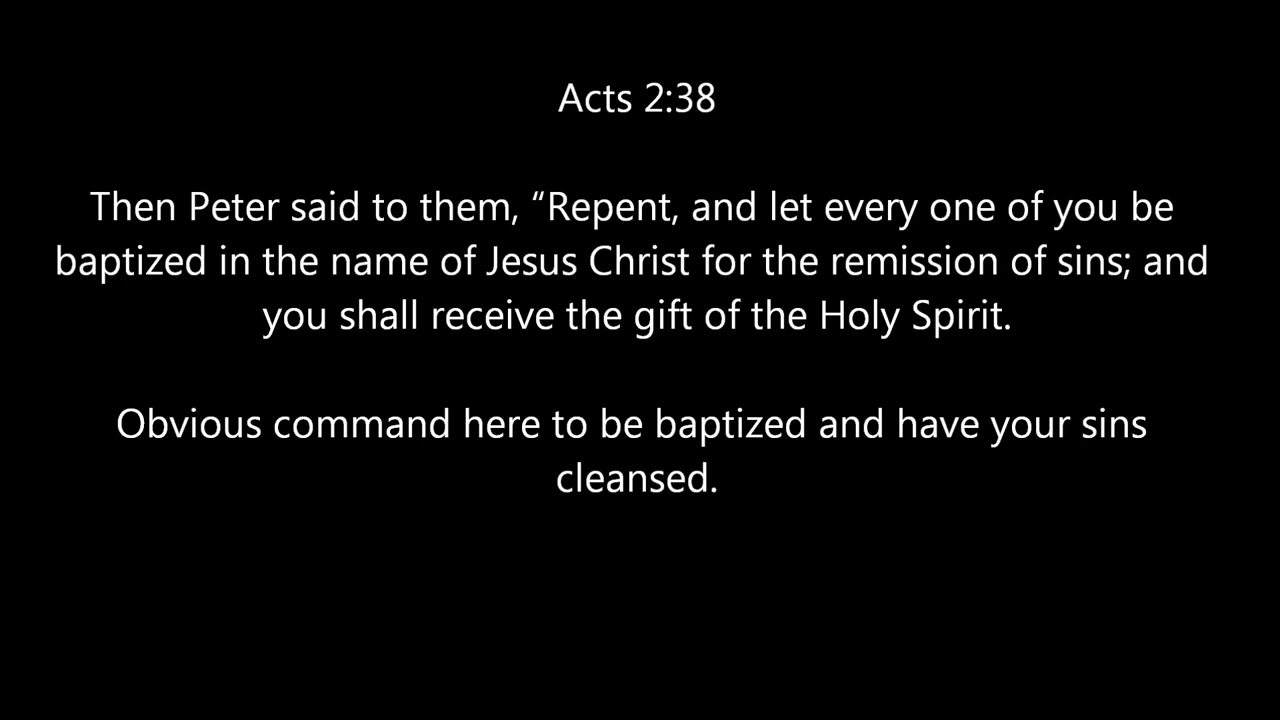 Acts 2:38
Then Peter said to them, “Repent, and let every one of you be
baptized in the name of Jesus Christ for the remission of sins; and
you shall receive the gift of the Holy Spirit.
Obvious command here to be baptized and have your sins
cleansed.